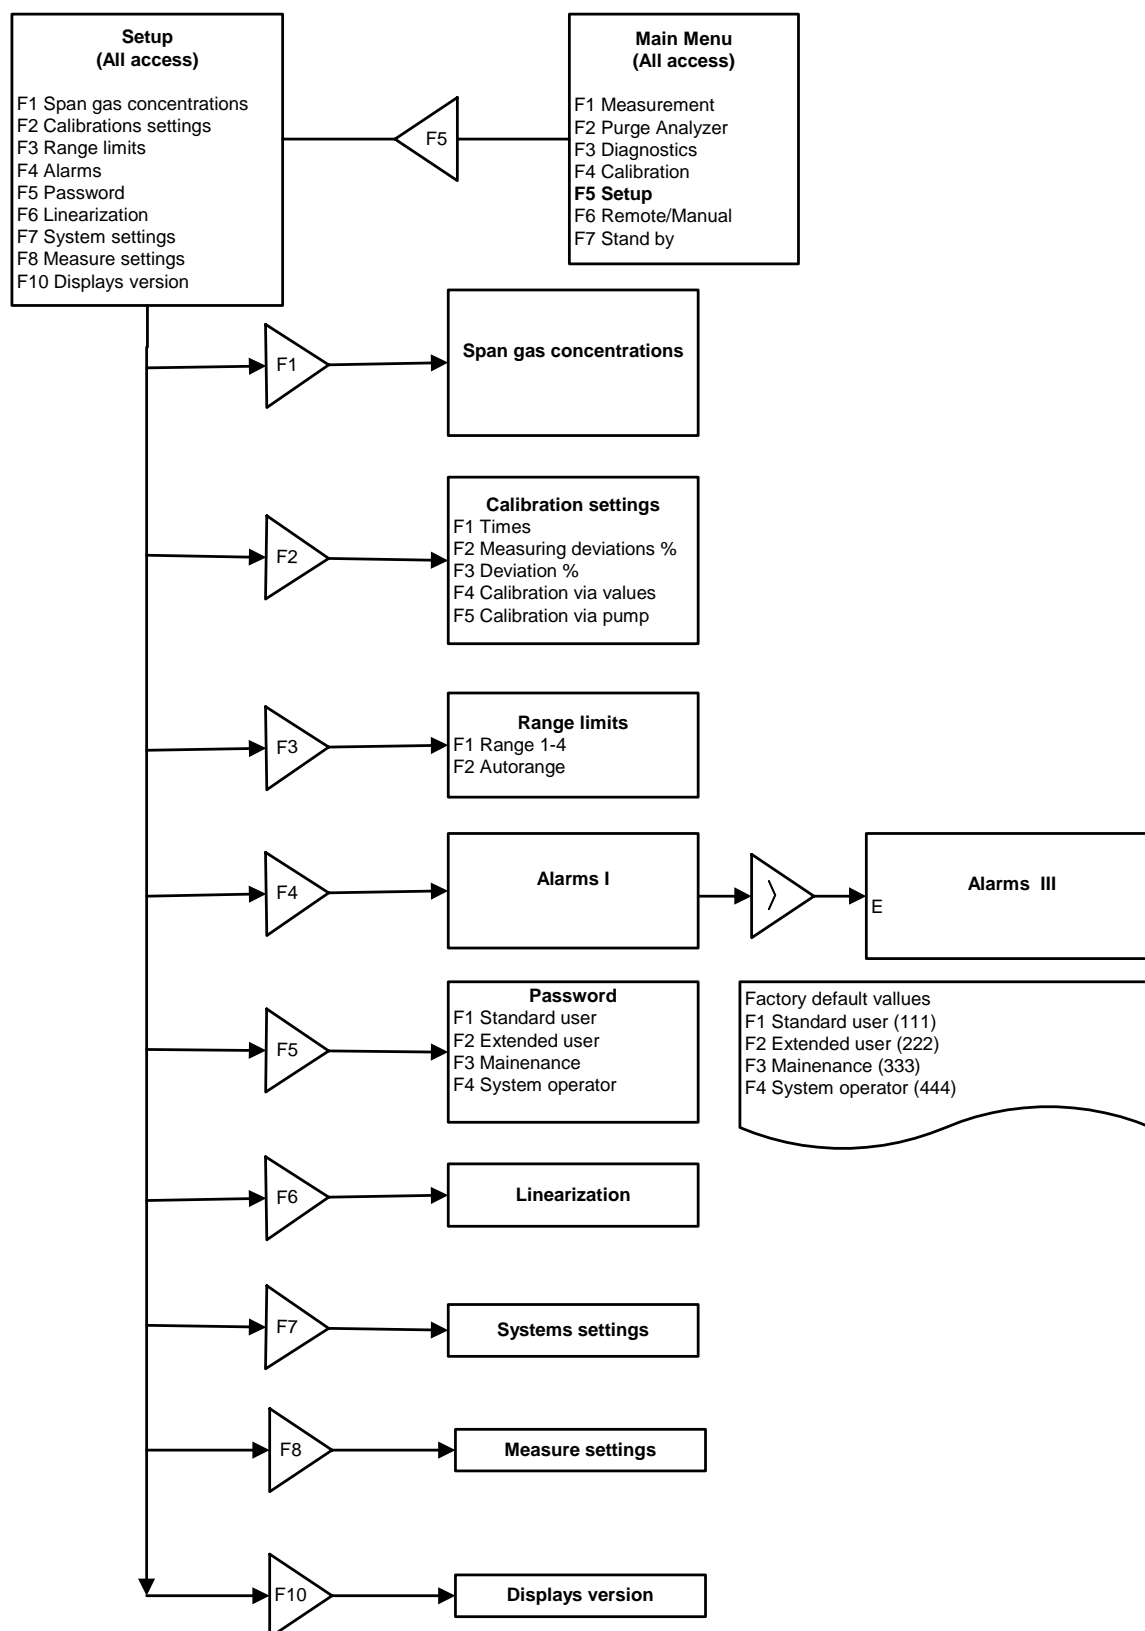 Setup
(All access)
F1 Span gas concentrations
F2 Calibrations settings
F3 Range limits
F4 Alarms
F5 Password
F6 Linearization
F7 System settings
F8 Measure settings
F10 Displays version
F5
Main Menu
(All access)
F1 Measurement
F2 Purge Analyzer
F3 Diagnostics
F4 Calibration
F5 Setup
F6 Remote/Manual
F7 Stand by
F1
Span gas concentrations
F2
Calibration settings
F1 Times
F2 Measuring deviations %
F3 Deviation %
F4 Calibration via values
F5 Calibration via pump
F3
Range limits
F1 Range 1-4
F2 Autorange
F4
Alarms I
〉
Alarms III
E
F5
Password
F1 Standard user
F2 Extended user
F3 Mainenance
F4 System operator
Factory default vallues
F1 Standard user (111)
F2 Extended user (222)
F3 Mainenance (333)
F4 System operator (444)
F6
Linearization
F7
Systems settings
F8
Measure settings
F10
Displays version